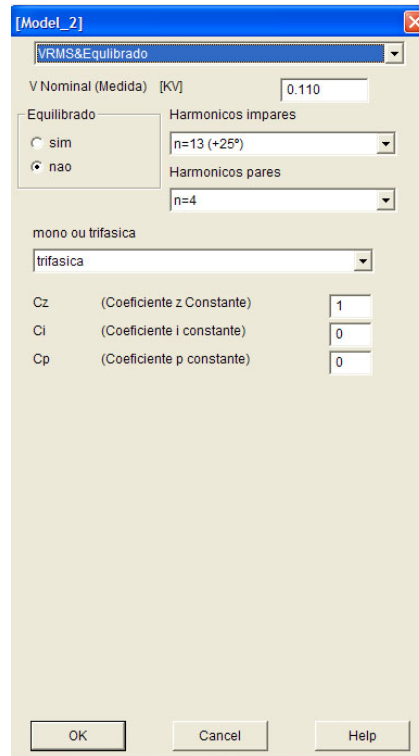 [Model_2]
VRMS&Equlibrado
V Nominal (Medida) [KV] 0.110
Equilibrado
sim
nao
Harmonicos impares
n=13 (+25º)
Harmonicos pares
n=4
mono ou trifasica
trifasica
Cz (Coeficiente z Constante) 1
Ci (Coeficiente i constante) 0
Cp (Coeficiente p constante) 0
OK Cancel Help